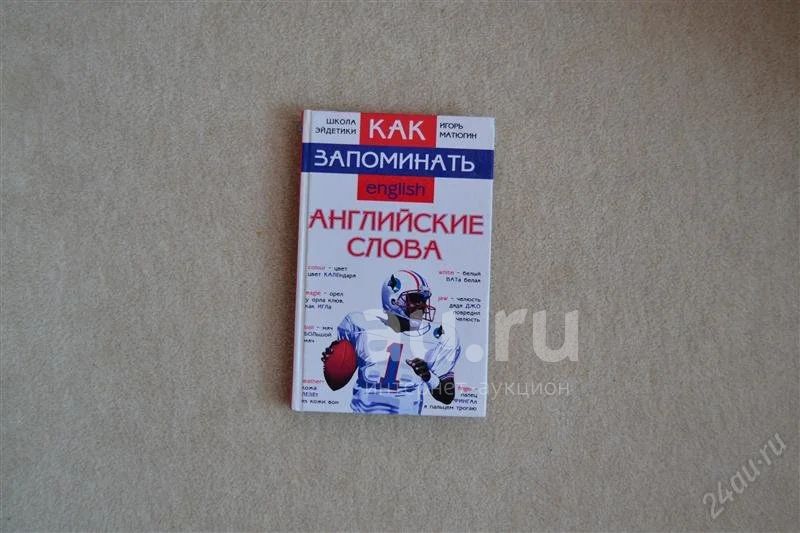 ШКОЛА
ЭЙДЕТИКИ
КАК
ИГОРЬ
МАТЮГИН
ЗАПОМИНАТЬ
english
АНГЛИЙСКИЕ
СЛОВА
colour - цвет
цвет КАЛЕндаря
eagle - орел
у орла клюв,
как ИГЛа
ball - мяч
БОЛьшой
мяч
leather -
кожа
ЛЕЗЕт
из кожи вон
white - белый
ВАТа белая
jaw - челюсть
дядя ДЖО
повредил
челюсть
палец
ФИНГАл
я пальцем трогаю
1
au.ru
интернет-аукцион
24au.ru